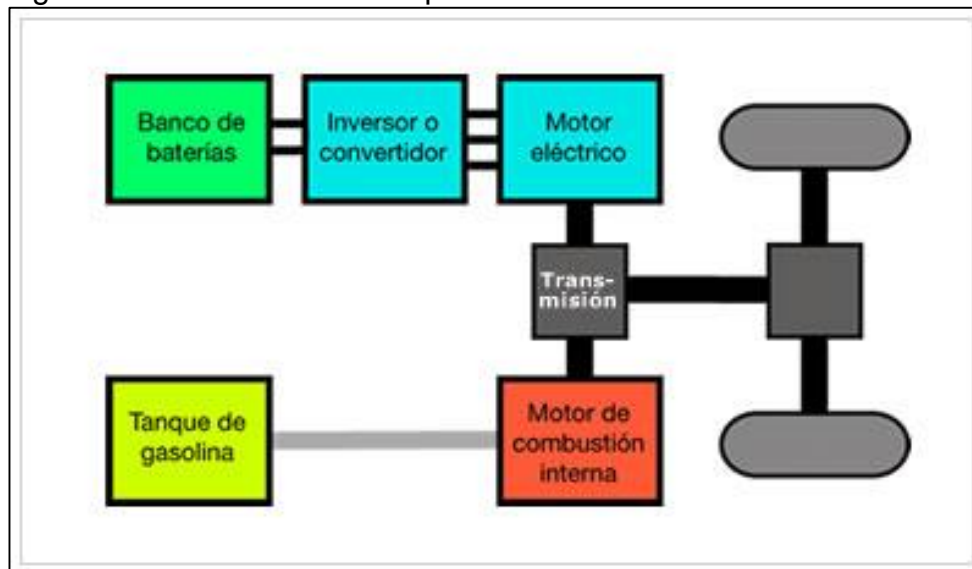 Banco de
baterías
Inversor o
convertidor
Motor
eléctrico
Trans-
misión
Tanque de
gasolina
Motor de
combustión
interna